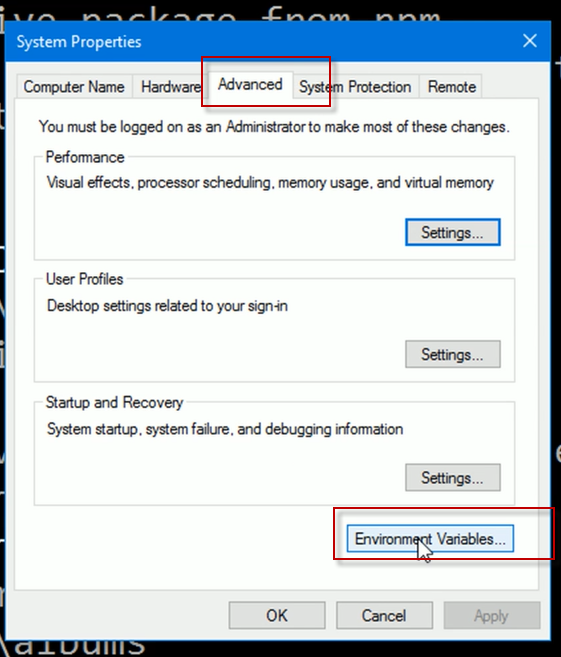 ive package from npm
System Properties
Computer Name Hardware Advanced System Protection Remote
You must be logged on as an Administrator to make most of these changes.
Performance
Visual effects, processor scheduling, memory usage, and virtual memory
Settings...
User Profiles
Desktop settings related to your sign-in
Settings...
Startup and Recovery
System startup, system failure, and debugging information
Settings...
Environment Variables...
OK Cancel Apply
\albums